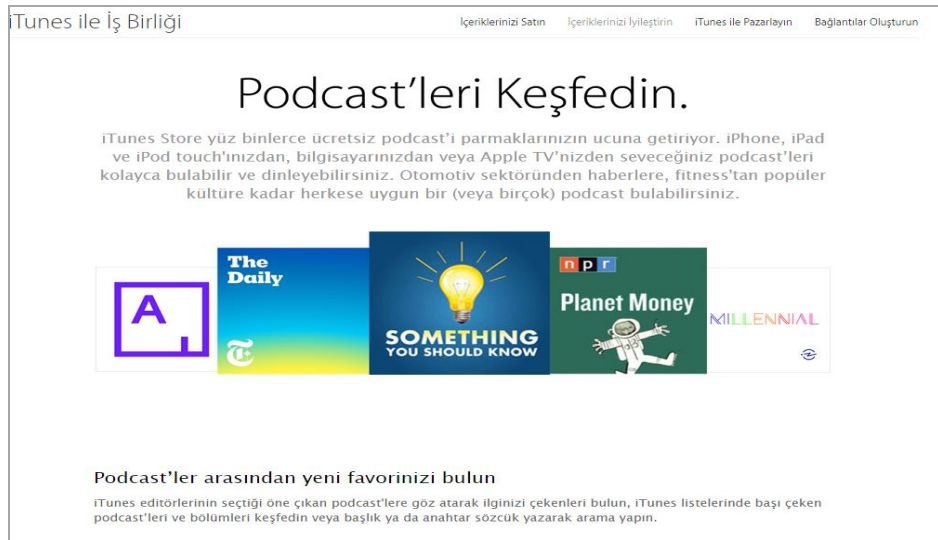 iTunes ile İş Birliği
İçeriklerinizi Satın
İçeriklerinizi İyileştirin
iTunes ile Pazarlayın
Bağlantılar Oluşturun
Podcast’leri Keşfedin.
iTunes Store yüz binlerce ücretsiz podcast’i parmaklarınızın ucuna getiriyor. iPhone, iPad
ve iPod touch'ınızdan, bilgisayarınızdan veya Apple TV’nizden seveceğiniz podcast’leri
kolayca bulabilir ve dinleyebilirsiniz. Otomotiv sektöründen haberlere, fitness'tan popüler
kültüre kadar herkese uygun bir (veya birçok) podcast bulabilirsiniz.
A
The
Daily
T
SOMETHING
YOU SHOULD KNOW
npr
Planet Money
MILLENNIAL
Podcast’ler arasından yeni favorinizi bulun
iTunes editörlerinin seçtiği öne çıkan podcast'lere göz atarak ilginizi çekenleri bulun, iTunes listelerinde başı çeken
podcast’leri ve bölümleri keşfedin veya başlık ya da anahtar sözcük yazarak arama yapın.